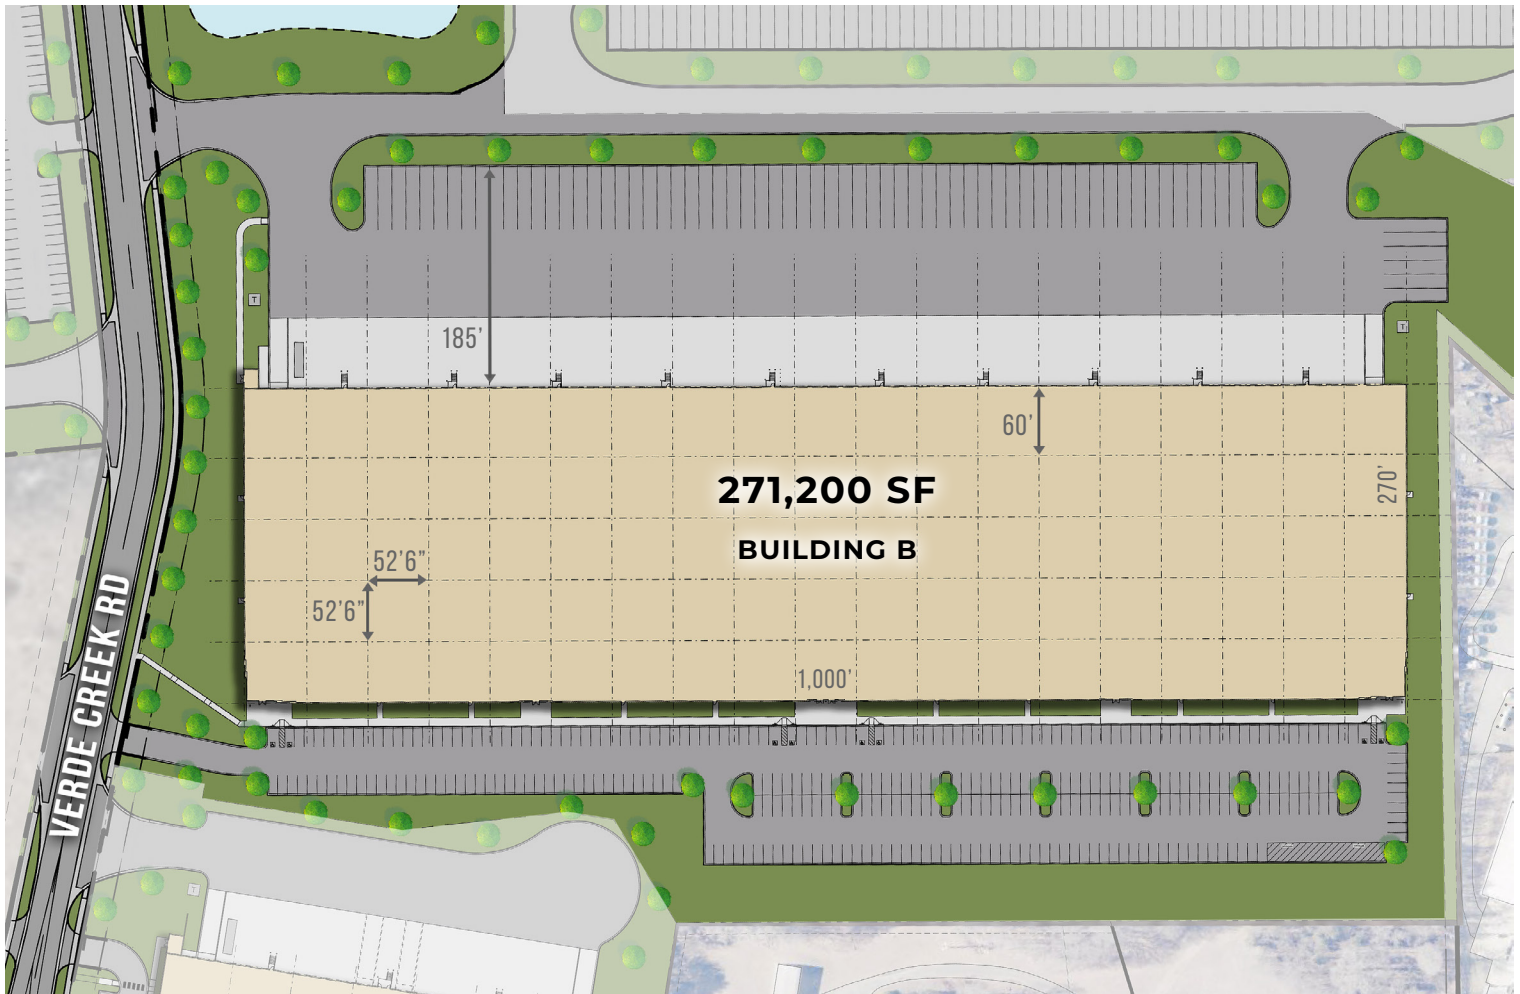 185'
60'
271,200 SF
270'
BUILDING B
52'6"
52'6"
VERDE CREEK RD
1,000'
T
T
T